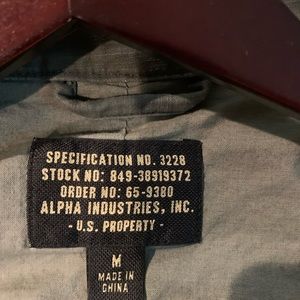 SPECIFICATION NO. 3228
STOCK NO: 849-38919372
ORDER NO: 65-9380
ALPHA INDUSTRIES, INC.
- U.S. PROPERTY -
M
MADE IN
CHINA